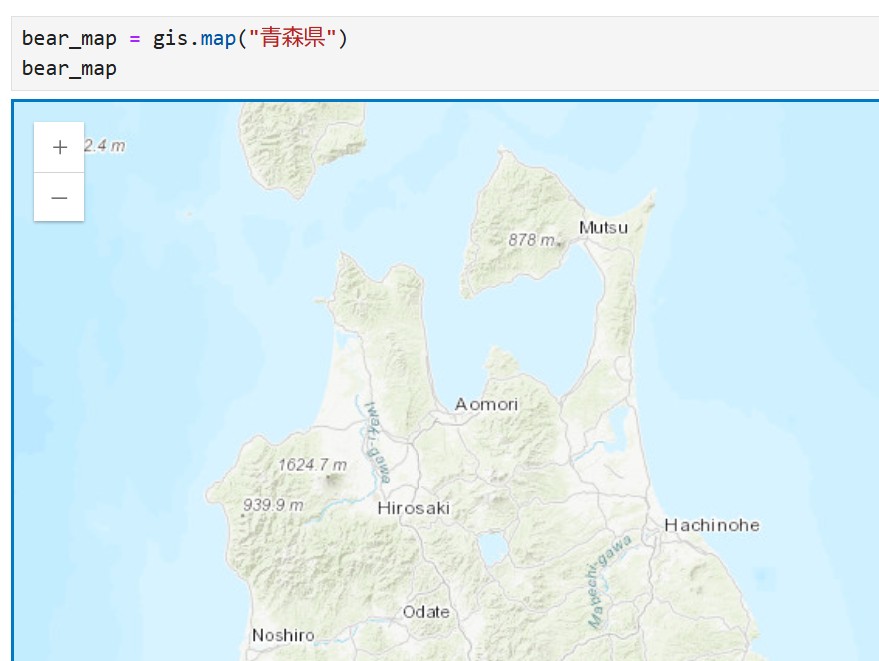 bear_map = gis.map("青森県")
bear_map
+
2.4 m
−
Mutsu
878 m
Aomori
Iwaki-gawa
1624.7 m
939.9 m
Hirosaki
Hachinohe
Mabechi-gawa
Odate
Noshiro